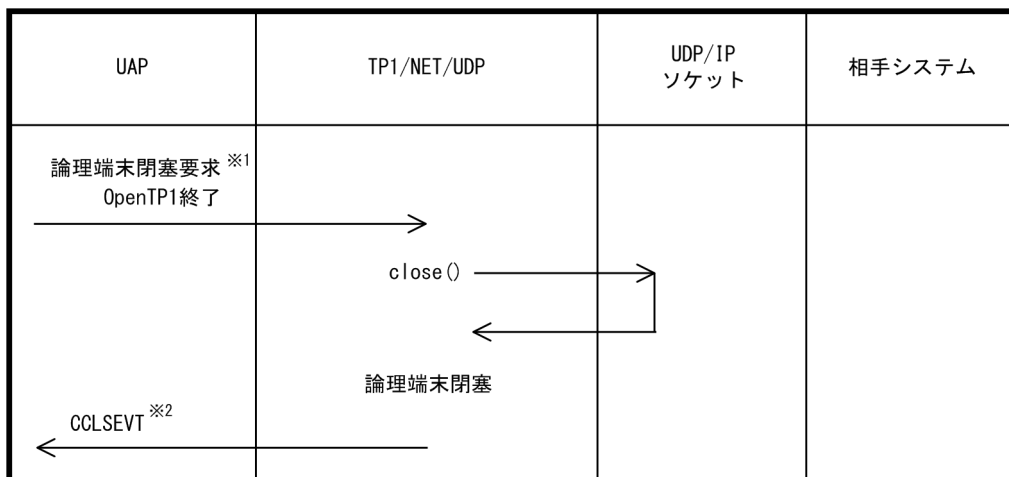 UAP
TP1/NET/UDP
UDP/IP
ソケット
相手システム
論理端末閉塞要求※1
OpenTP1終了
close()
論理端末閉塞
CCLSEVT※2